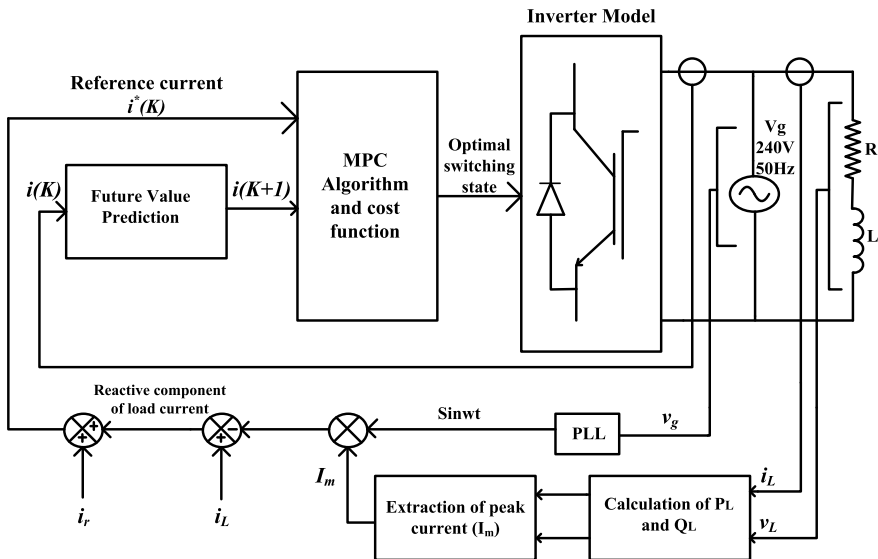 Inverter Model
Reference current
i*(K)
i(K)
Future Value
Prediction
i(K+1)
MPC
Algorithm
and cost
function
Optimal
switching
state
Vg
240V
50Hz
R
L
Reactive component
of load current
+
+
-
+
Sinwt
PLL
vg
Im
ir
iL
Extraction of peak
current (Im)
Calculation of PL
and QL
iL
vL